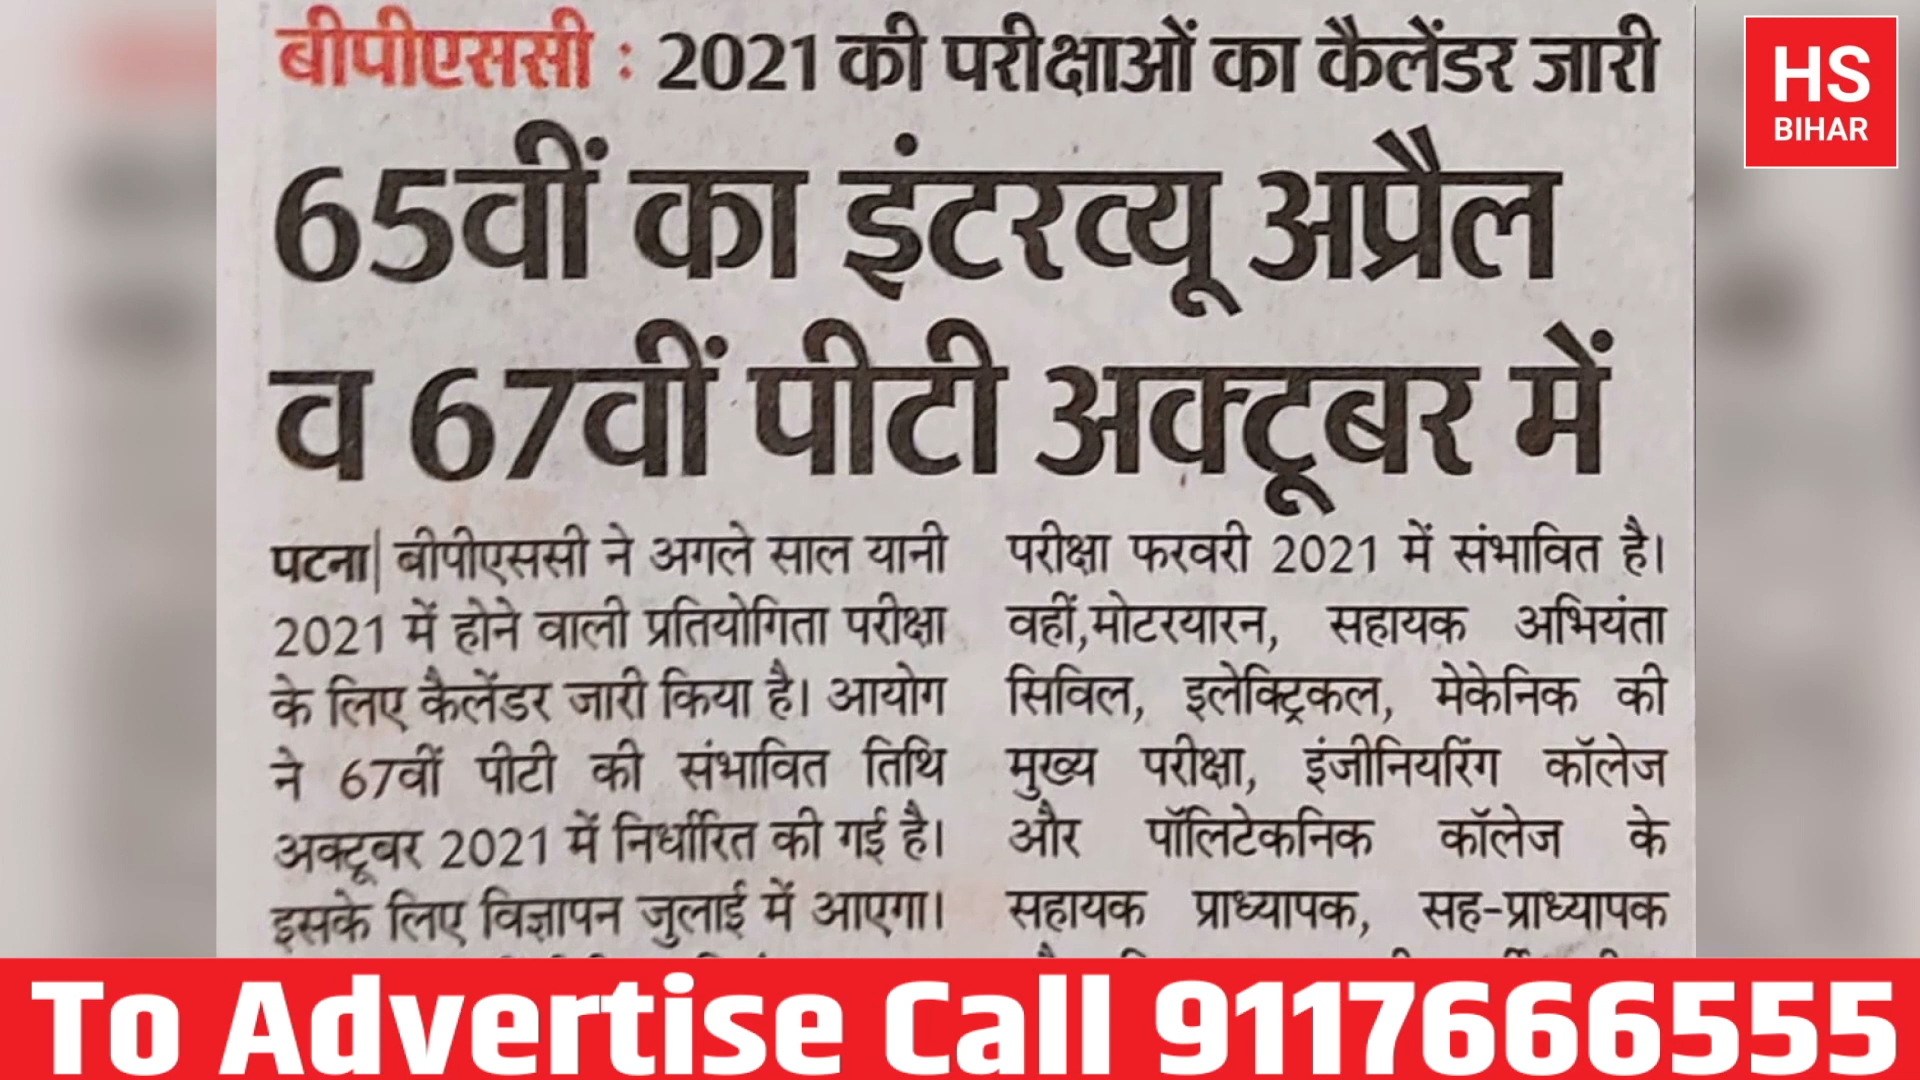 बीपीएससी : 2021 की परीक्षाओं का कैलेंडर जारी
HS
BIHAR
65वीं का इंटरव्यू अप्रैल
व 67वीं पीटी अक्टूबर में
पटना| बीपीएससी ने अगले साल यानी
2021 में होने वाली प्रतियोगिता परीक्षा
के लिए कैलेंडर जारी किया है। आयोग
ने 67वीं पीटी की संभावित तिथि
अक्टूबर 2021 में निर्धारित की गई है।
इसके लिए विज्ञापन जुलाई में आएगा।
परीक्षा फरवरी 2021 में संभावित है।
वहीं,मोटरयारन, सहायक अभियंता
सिविल, इलेक्ट्रिकल, मेकेनिक की
मुख्य परीक्षा, इंजीनियरिंग कॉलेज
और पॉलिटेकनिक कॉलेज के
सहायक प्राध्यापक, सह-प्राध्यापक
To Advertise Call 9117666555